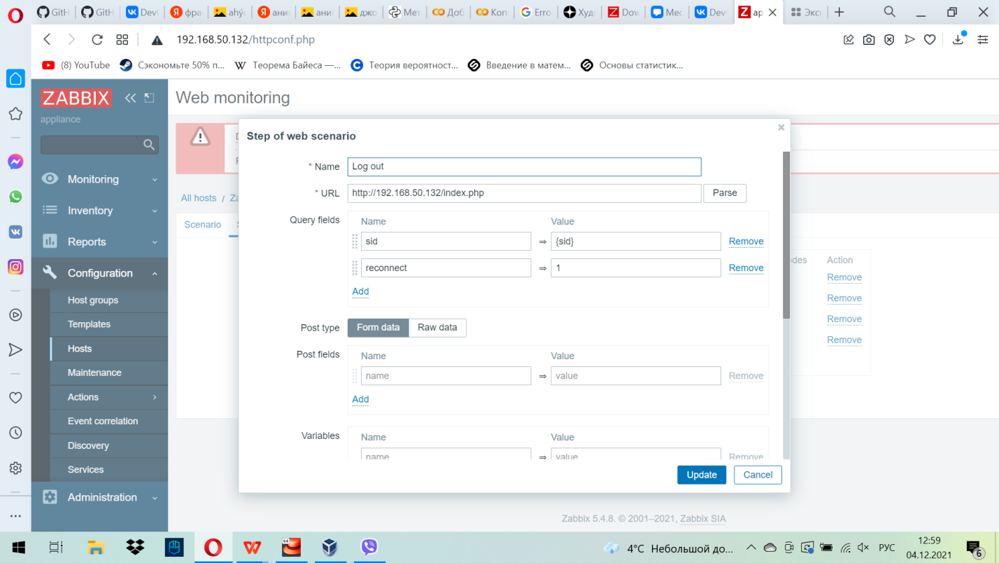 GitH
GitH
Dev
фра
ани
ани
джо
Мет
Доб
Коп
Erro
Худ
Dow
Мес
Dev
ap
Экс
192.168.50.132/httpconf.php
(8) YouTube
Сэкономьте 50% п...
Теорема Байеса —...
Теория вероятност...
Введение в матем...
Основы статистик...
ZABBIX
appliance
Monitoring
Inventory
Reports
Configuration
Host groups
Templates
Hosts
Maintenance
Actions
Event correlation
Discovery
Services
Administration
Web monitoring
All hosts / Za
Scenario
Step of web scenario
* Name Log out
* URL http://192.168.50.132/index.php Parse
Query fields Name Value
sid ⇒ {sid} Remove
reconnect ⇒ 1 Remove
Add
Post type Form data Raw data
Post fields Name Value
name ⇒ value Remove
Add
Variables Name Value
name ⇒ value Remove
Update Cancel
odes Action
Remove
Remove
Remove
Remove
Zabbix 5.4.8. © 2001–2021, Zabbix SIA
64
4°C Небольшой до...
РУС
12:59
04.12.2021
6